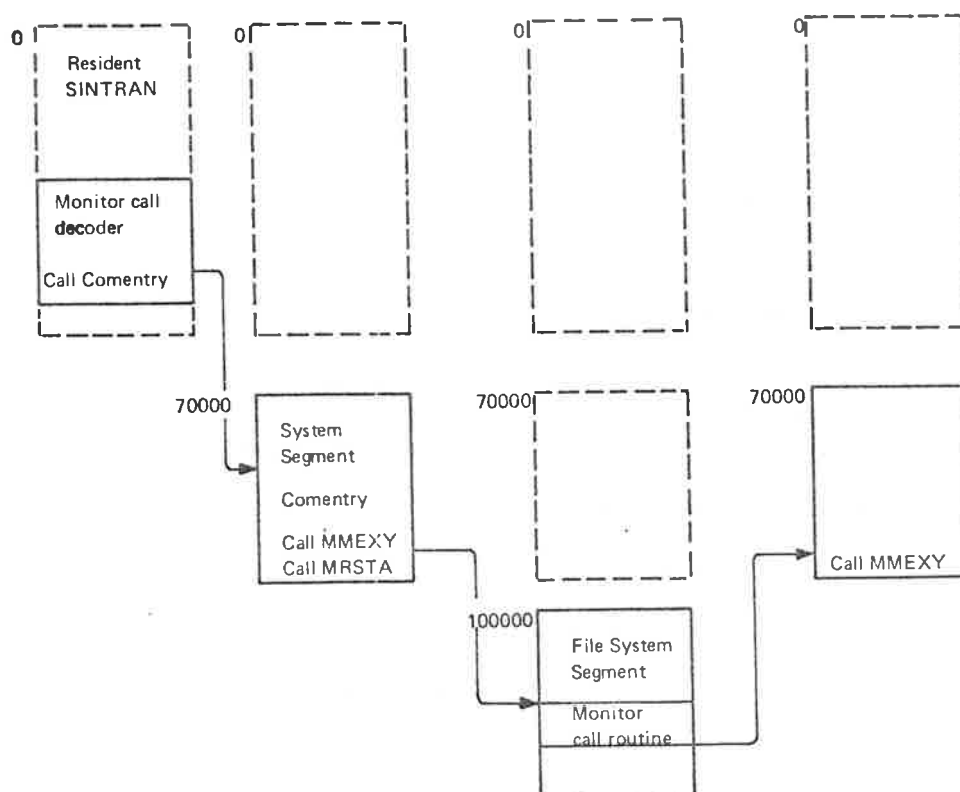 0
Resident
SINTRAN
Monitor call
decoder
Call Comentry
0
0
0
70000
System
Segment
Comentry
Call MMEXY
Call MRSTA
70000
70000
Call MMEXY
100000
File System
Segment
Monitor
call routine